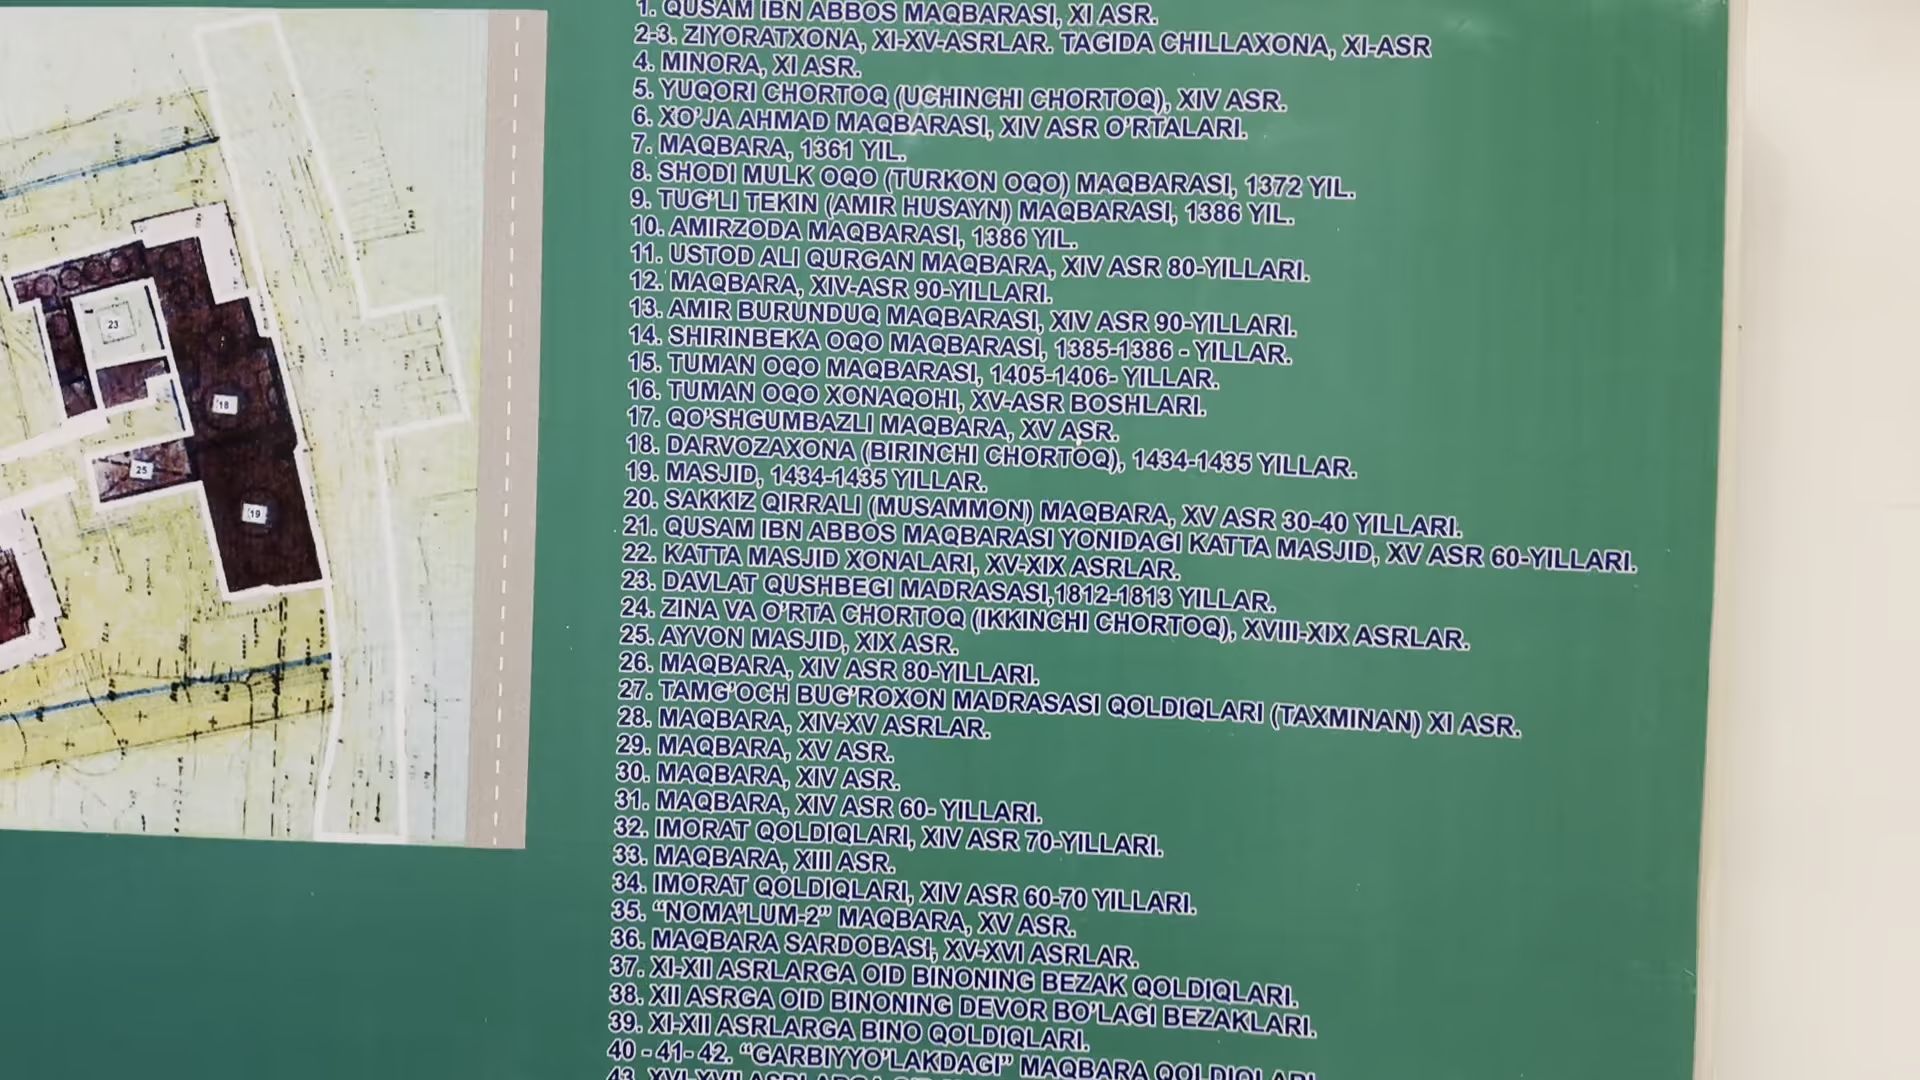 1. QUSAM IBN ABBOS MAQBARASI, XI ASR.
2-3. ZIYORATXONA, XI-XV-ASRLAR. TAGIDA CHILLAXONA, XI-ASR
4. MINORA, XI ASR.
5. YUQORI CHORTOQ (UCHINCHI CHORTOQ), XIV ASR.
6. XO'JA AHMAD MAQBARASI, XIV ASR O'RTALARI.
7. MAQBARA, 1361 YIL.
8. SHODI MULK OQO (TURKON OQO) MAQBARASI, 1372 YIL.
9. TUG'LI TEKIN (AMIR HUSAYN) MAQBARASI, 1386 YIL.
10. AMIRZODA MAQBARASI, 1386 YIL.
11. USTOD ALI QURGAN MAQBARA, XIV ASR 80-YILLARI.
12. MAQBARA, XIV-ASR 90-YILLARI.
13. AMIR BURUNDUQ MAQBARASI, XIV ASR 90-YILLARI.
14. SHIRINBEKA OQO MAQBARASI, 1385-1386 - YILLAR.
15. TUMAN OQO MAQBARASI, 1405-1406- YILLAR.
16. TUMAN OQO XONAQOHI, XV-ASR BOSHLARI.
17. QO'SHGUMBAZLI MAQBARA, XV ASR.
18. DARVOZAXONA (BIRINCHI CHORTOQ), 1434-1435 YILLAR.
19. MASJID, 1434-1435 YILLAR.
20. SAKKIZ QIRRALI (MUSAMMON) MAQBARA, XV ASR 30-40 YILLARI.
21. QUSAM IBN ABBOS MAQBARASI YONIDAGI KATTA MASJID, XV ASR 60-YILLARI.
22. KATTA MASJID XONALARI, XV-XIX ASRLAR.
23. DAVLAT QUSHBEGI MADRASASI,1812-1813 YILLAR.
24. ZINA VA O'RTA CHORTOQ (IKKINCHI CHORTOQ), XVIII-XIX ASRLAR.
25. AYVON MASJID, XIX ASR.
26. MAQBARA, XIV ASR 80-YILLARI.
27. TAMG'OCH BUG'ROXON MADRASASI QOLDIQLARI (TAXMINAN) XI ASR.
28. MAQBARA, XIV-XV ASRLAR.
29. MAQBARA, XV ASR.
30. MAQBARA, XIV ASR.
31. MAQBARA, XIV ASR 60- YILLARI.
32. IMORAT QOLDIQLARI, XIV ASR 70-YILLARI.
33. MAQBARA, XIII ASR.
34. IMORAT QOLDIQLARI, XIV ASR 60-70 YILLARI.
35. "NOMA'LUM-2" MAQBARA, XV ASR.
36. MAQBARA SARDOBASI, XV-XVI ASRLAR.
37. XI-XII ASRLARGA OID BINONING BEZAK QOLDIQLARI.
38. XII ASRGA OID BINONING DEVOR BO'LAGI BEZAKLARI.
39. XI-XII ASRLARGA BINO QOLDIQLARI.
40 - 41- 42. "GARBIYYO'LAKDAGI" MAQBARA QOLDIQLARI
43. XVI-XVII ASRLARGA
23
18
25
19